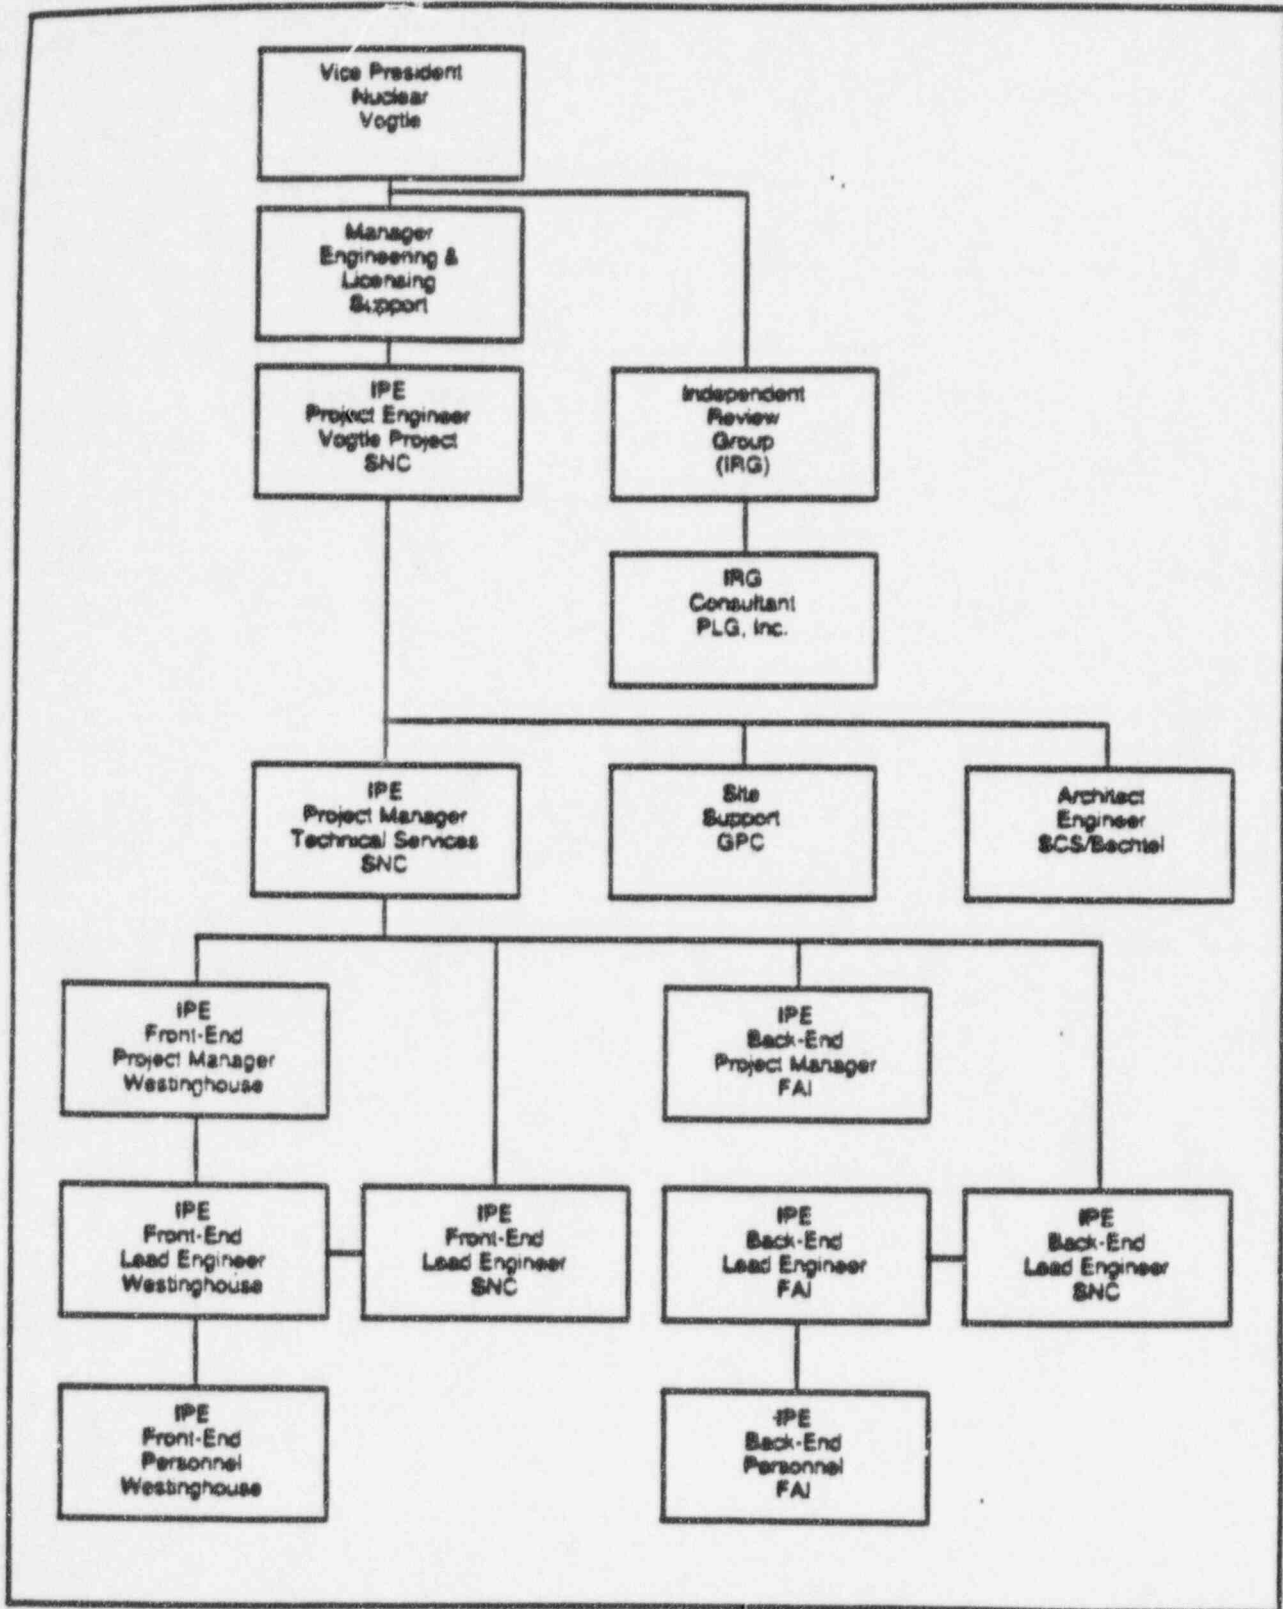 Vice President
Nuclear
Vogtle
Manager
Engineering &
Licensing
Support
IPE
Project Engineer
Vogtle Project
SNC
Independent
Review
Group
(IRG)
IRG
Consultant
PLG, Inc.
IPE
Project Manager
Technical Services
SNC
Site
Support
GPC
Architect
Engineer
SCS/Bechtel
IPE
Front-End
Project Manager
Westinghouse
IPE
Back-End
Project Manager
FAI
IPE
Front-End
Lead Engineer
Westinghouse
IPE
Front-End
Lead Engineer
SNC
IPE
Back-End
Lead Engineer
FAI
IPE
Back-End
Lead Engineer
SNC
IPE
Front-End
Personnel
Westinghouse
IPE
Back-End
Personnel
FAI